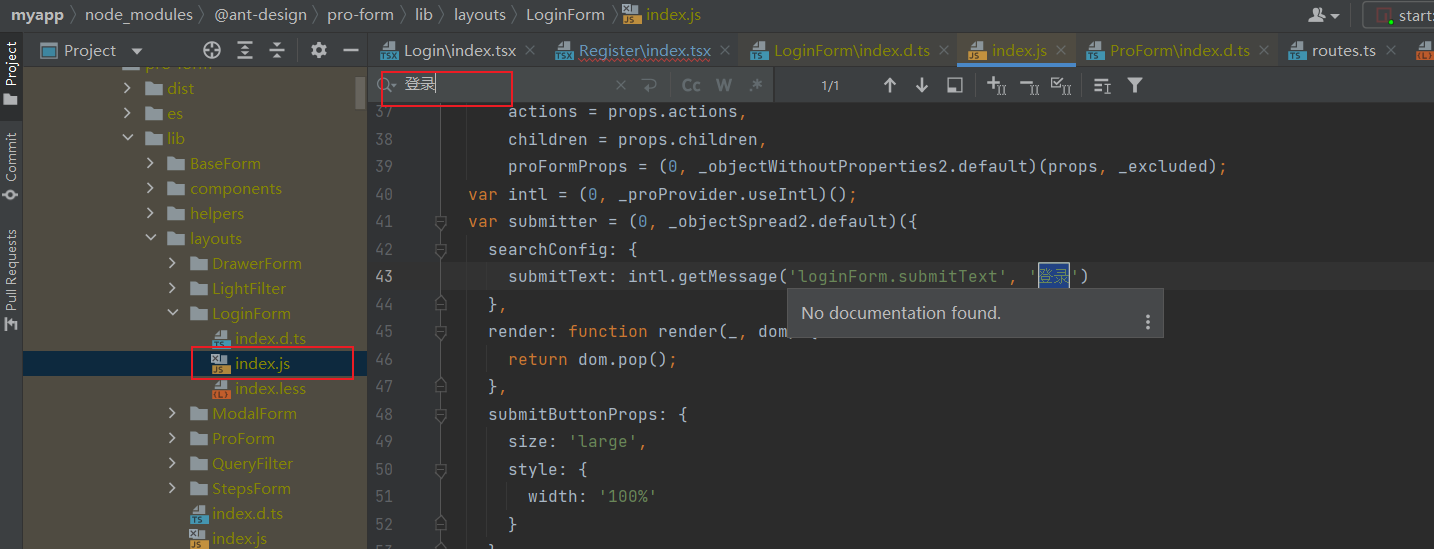 myapp › node_modules › @ant-design › pro-form › lib › layouts › LoginForm › index.js
start:
Project
Commit
Pull Requests
Project
Login\index.tsx
Register\index.tsx
LoginForm\index.d.ts
index.js
ProForm\index.d.ts
routes.ts
登录
Cc
W
.*
1/1
pro-form
dist
es
lib
BaseForm
components
helpers
layouts
DrawerForm
LightFilter
LoginForm
index.d.ts
index.js
index.less
ModalForm
ProForm
QueryFilter
StepsForm
index.d.ts
index.js
37 actions = props.actions,
38 children = props.children,
39 proFormProps = (0, _objectWithoutProperties2.default)(props, _excluded);
40 var intl = (0, _proProvider.useIntl)();
41 var submitter = (0, _objectSpread2.default)({
42 searchConfig: {
43 submitText: intl.getMessage('loginForm.submitText', '登录')
44 },
No documentation found.
45 render: function render(_, dom
46 return dom.pop();
47 },
48 submitButtonProps: {
49 size: 'large',
50 style: {
51 width: '100%'
52 }